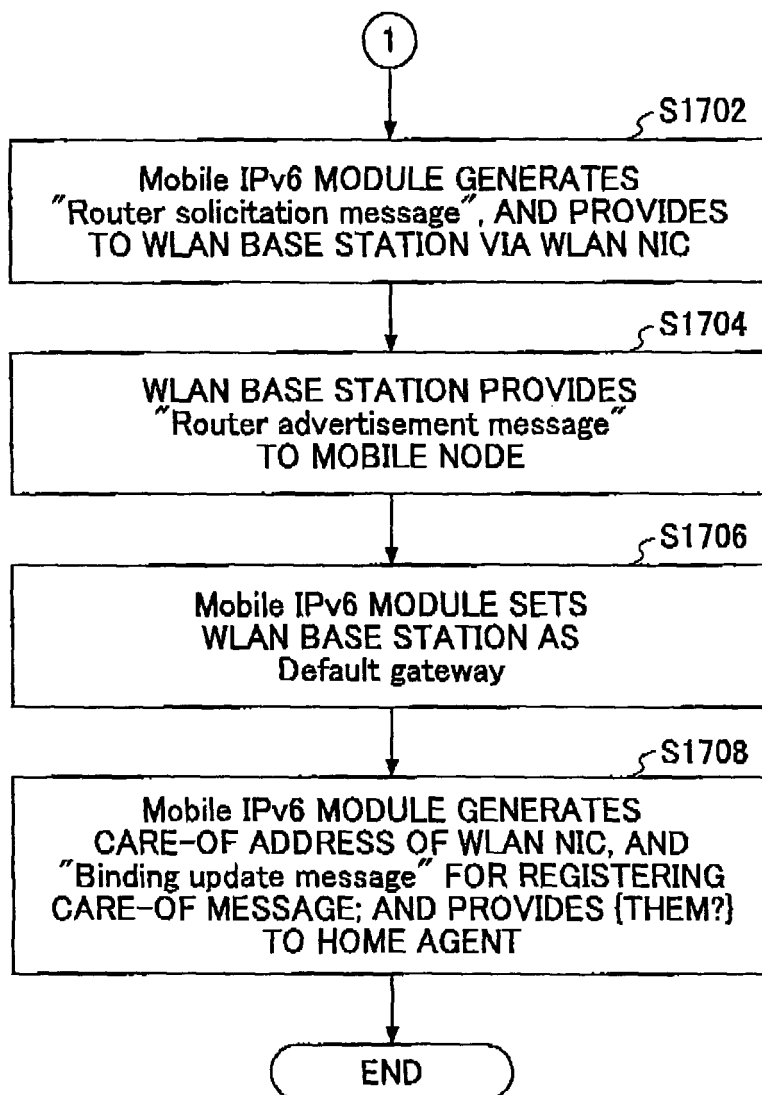 1
S1702
Mobile IPv6 MODULE GENERATES
"Router solicitation message", AND PROVIDES
TO WLAN BASE STATION VIA WLAN NIC
S1704
WLAN BASE STATION PROVIDES
"Router advertisement message"
TO MOBILE NODE
S1706
Mobile IPv6 MODULE SETS
WLAN BASE STATION AS
Default gateway
S1708
Mobile IPv6 MODULE GENERATES
CARE-OF ADDRESS OF WLAN NIC, AND
"Binding update message" FOR REGISTERING
CARE-OF MESSAGE; AND PROVIDES {THEM?}
TO HOME AGENT
END